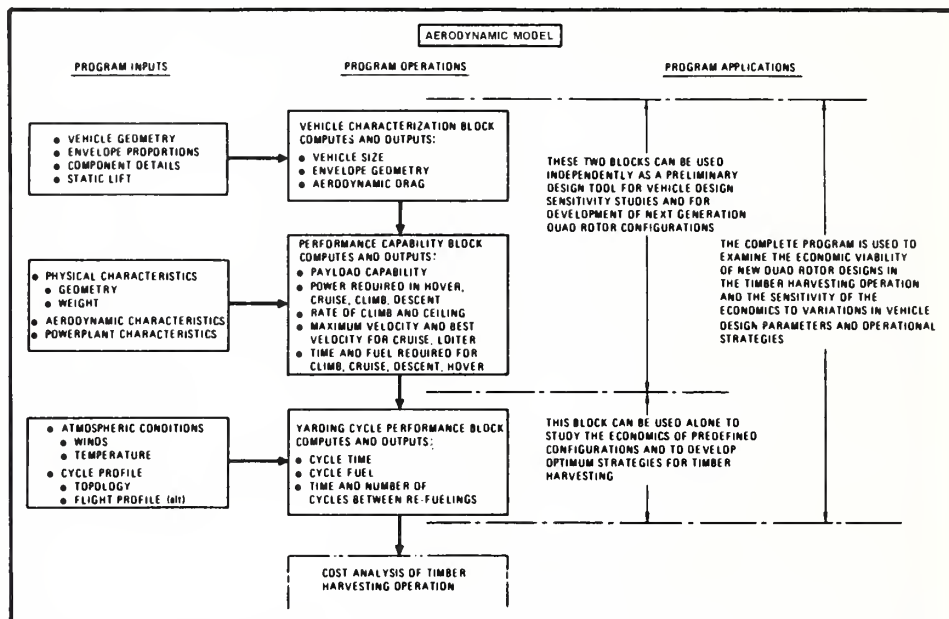 AERODYNAMIC MODEL
PROGRAM INPUTS
PROGRAM OPERATIONS
PROGRAM APPLICATIONS
● VEHICLE GEOMETRY
● ENVELOPE PROPORTIONS
● COMPONENT DETAILS
● STATIC LIFT
VEHICLE CHARACTERIZATION BLOCK
COMPUTES AND OUTPUTS:
● VEHICLE SIZE
● ENVELOPE GEOMETRY
● AERODYNAMIC DRAG
THESE TWO BLOCKS CAN BE USED
INDEPENDENTLY AS A PRELIMINARY
DESIGN TOOL FOR VEHICLE DESIGN
SENSITIVITY STUDIES AND FOR
DEVELOPMENT OF NEXT GENERATION
QUAD ROTOR CONFIGURATIONS
● PHYSICAL CHARACTERISTICS
● GEOMETRY
● WEIGHT
● AERODYNAMIC CHARACTERISTICS
● POWERPLANT CHARACTERISTICS
PERFORMANCE CAPABILITY BLOCK
COMPUTES AND OUTPUTS:
● PAYLOAD CAPABILITY
● POWER REQUIRED IN HOVER,
CRUISE, CLIMB, DESCENT
● RATE OF CLIMB AND CEILING
● MAXIMUM VELOCITY AND BEST
VELOCITY FOR CRUISE, LOITER
● TIME AND FUEL REQUIRED FOR
CLIMB, CRUISE, DESCENT, HOVER
THE COMPLETE PROGRAM IS USED TO
EXAMINE THE ECONOMIC VIABILITY
OF NEW QUAD ROTOR DESIGNS IN
THE TIMBER HARVESTING OPERATION
AND THE SENSITIVITY OF THE
ECONOMICS TO VARIATIONS IN VEHICLE
DESIGN PARAMETERS AND OPERATIONAL
STRATEGIES
● ATMOSPHERIC CONDITIONS
● WINDS
● TEMPERATURE
● CYCLE PROFILE
● TOPOLOGY
● FLIGHT PROFILE (alt)
YARDING CYCLE PERFORMANCE BLOCK
COMPUTES AND OUTPUTS:
● CYCLE TIME
● CYCLE FUEL
● TIME AND NUMBER OF
CYCLES BETWEEN RE-FUELINGS
THIS BLOCK CAN BE USED ALONE TO
STUDY THE ECONOMICS OF PREDEFINED
CONFIGURATIONS AND TO DEVELOP
OPTIMUM STRATEGIES FOR TIMBER
HARVESTING
COST ANALYSIS OF TIMBER
HARVESTING OPERATION